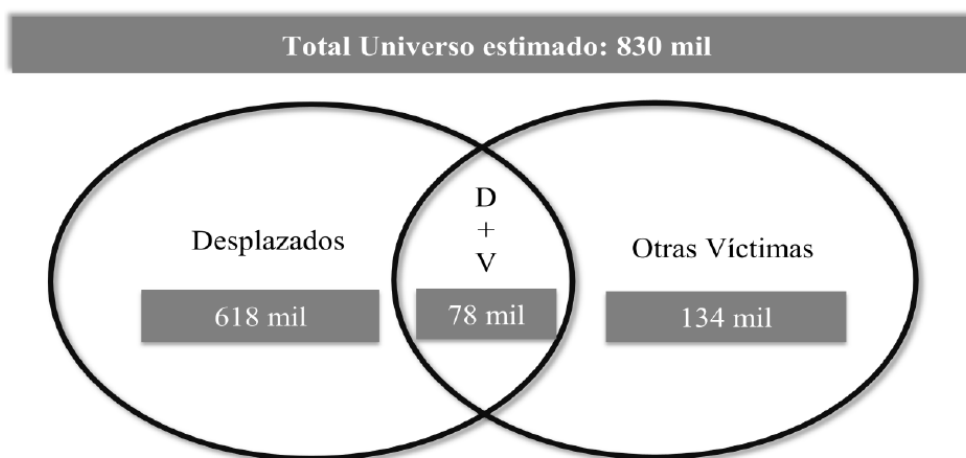 Total Universo estimado: 830 mil
D
+
V
Desplazados
Otras Víctimas
618 mil
78 mil
134 mil